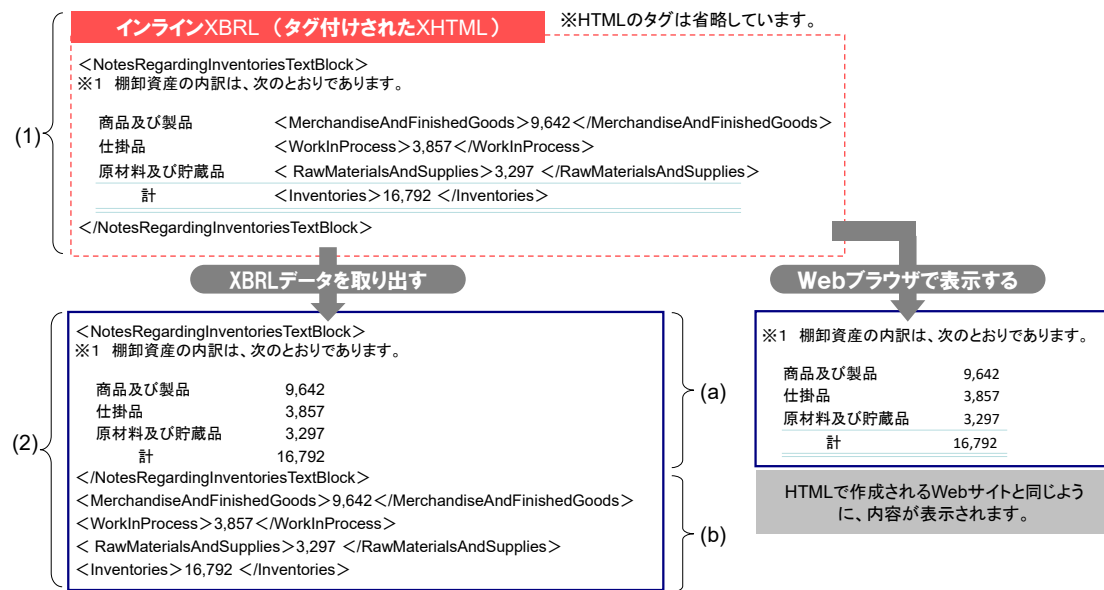 インラインXBRL（タグ付けされたXHTML）
※HTMLのタグは省略しています。
(1)
＜NotesRegardingInventoriesTextBlock＞
※1　棚卸資産の内訳は、次のとおりであります。
商品及び製品　＜MerchandiseAndFinishedGoods＞9,642＜/MerchandiseAndFinishedGoods＞
仕掛品　＜WorkInProcess＞3,857＜/WorkInProcess＞
原材料及び貯蔵品　＜ RawMaterialsAndSupplies＞3,297 ＜/RawMaterialsAndSupplies＞
計　＜Inventories＞16,792 ＜/Inventories＞
＜/NotesRegardingInventoriesTextBlock＞
XBRLデータを取り出す
Webブラウザで表示する
(2)
＜NotesRegardingInventoriesTextBlock＞
※1　棚卸資産の内訳は、次のとおりであります。
商品及び製品　9,642
仕掛品　3,857
原材料及び貯蔵品　3,297
計　16,792
＜/NotesRegardingInventoriesTextBlock＞
(a)
＜MerchandiseAndFinishedGoods＞9,642＜/MerchandiseAndFinishedGoods＞
＜WorkInProcess＞3,857＜/WorkInProcess＞
＜ RawMaterialsAndSupplies＞3,297 ＜/RawMaterialsAndSupplies＞
＜Inventories＞16,792 ＜/Inventories＞
(b)
※1　棚卸資産の内訳は、次のとおりであります。
商品及び製品　9,642
仕掛品　3,857
原材料及び貯蔵品　3,297
計　16,792
HTMLで作成されるWebサイトと同じよう
に、内容が表示されます。